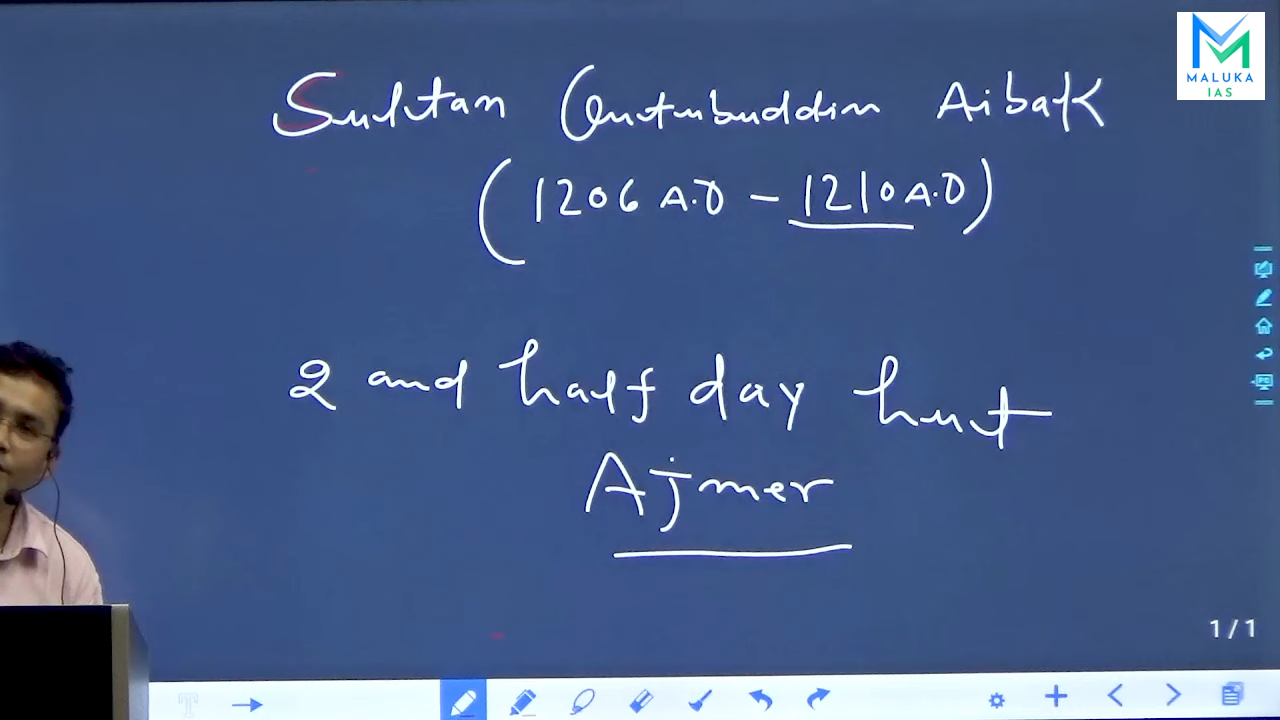 MALUKA
IAS
Sultan Qutubuddin Aibak
(1206 A.D - 1210 A.D)
2 and half day hut
Ajmer
1/1